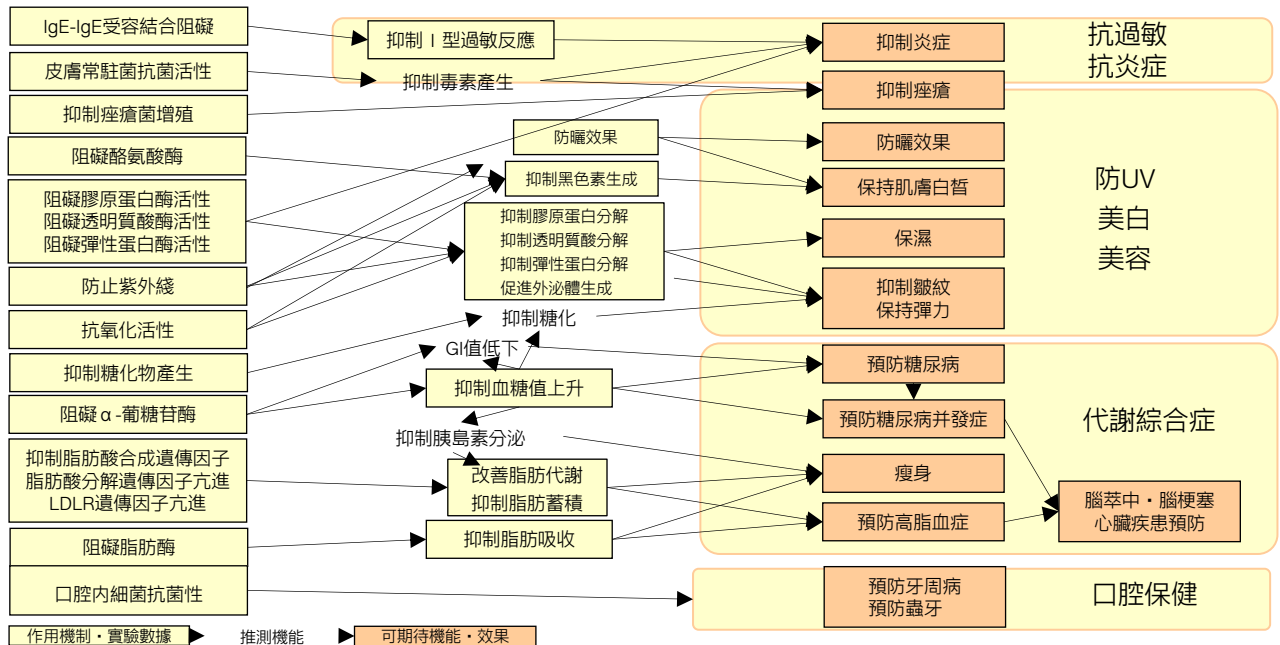 IgE-IgE受容結合阻礙
皮膚常駐菌抗菌活性
抑制痤瘡菌增殖
阻礙酪氨酸酶
阻礙膠原蛋白酶活性
阻礙透明質酸酶活性
阻礙彈性蛋白酶活性
防止紫外綫
抗氧化活性
抑制糖化物產生
阻礙α-葡糖苷酶
抑制脂肪酸合成遺傳因子
脂肪酸分解遺傳因子亢進
LDLR遺傳因子亢進
阻礙脂肪酶
口腔内細菌抗菌性
抑制Ⅰ型過敏反應
抑制毒素產生
防曬效果
抑制黑色素生成
抑制膠原蛋白分解
抑制透明質酸分解
抑制彈性蛋白分解
促進外泌體生成
抑制糖化
GI值低下
抑制血糖值上升
抑制胰島素分泌
改善脂肪代謝
抑制脂肪蓄積
抑制脂肪吸收
抑制炎症
抑制痤瘡
防曬效果
保持肌膚白皙
保濕
抑制皺紋
保持彈力
預防糖尿病
預防糖尿病并發症
瘦身
預防高脂血症
腦萃中・腦梗塞
心臟疾患預防
預防牙周病
預防蟲牙
抗過敏
抗炎症
防UV
美白
美容
代謝綜合症
口腔保健
作用機制・實驗數據
推測機能
可期待機能・效果